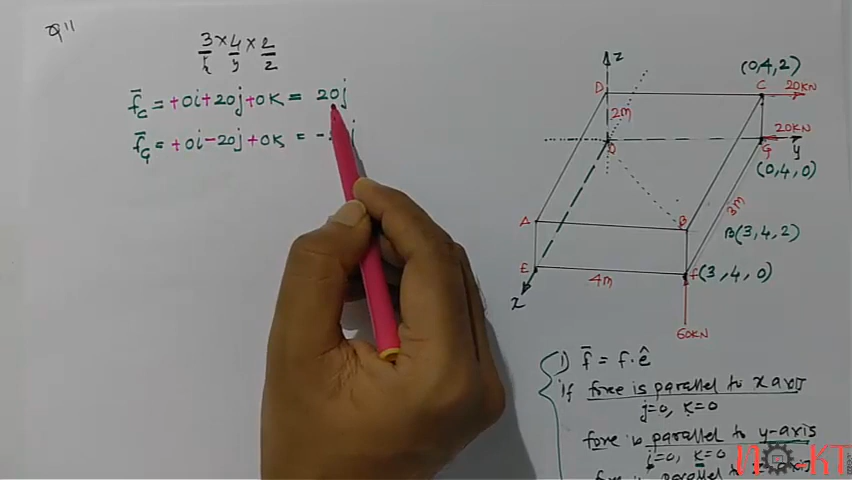 Q11
3 × 4 × 2
x y z
f̄C = +0i + 20j + 0k = 20j
f̄G = +0i - 20j + 0k = - j
z
(0,4,2)
D
C
20KN
2m
20KN
G
y
(0,4,0)
3m
A
B
B(3,4,2)
E
f(3,4,0)
4m
x
60KN
1) f̄ = f·ê
If force is parallel to x axis
j=0, k=0
force is parallel to y-axis
i=0, k=0
N KT